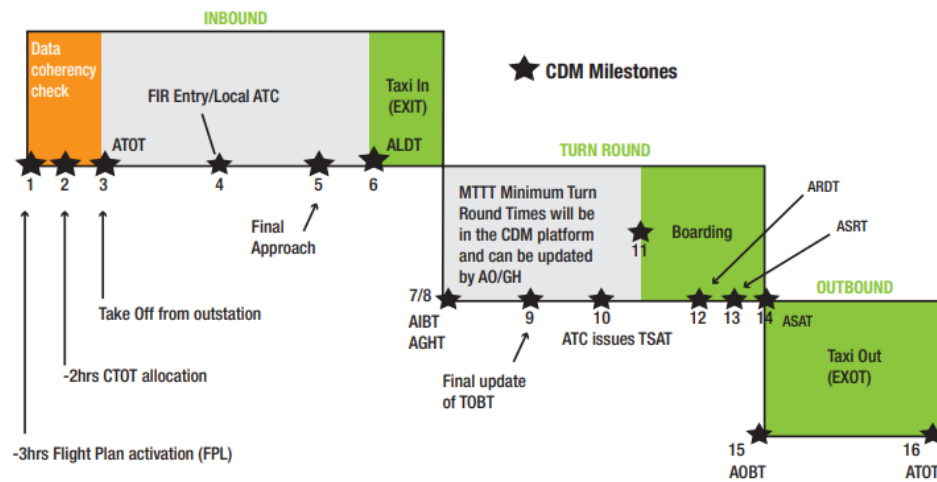 INBOUND
Data
coherency
check
CDM Milestones
FIR Entry/Local ATC
Taxi In
(EXIT)
ATOT
ALDT
1
2
3
4
5
6
TURN ROUND
Final
Approach
MTTT Minimum Turn
Round Times will be
in the CDM platform
and can be updated
by AO/GH
11
Boarding
ARDT
ASRT
Take Off from outstation
-2hrs CTOT allocation
-3hrs Flight Plan activation (FPL)
7/8
AIBT
AGHT
9
10
12
13
14
Final update
of TOBT
ATC issues TSAT
OUTBOUND
ASAT
Taxi Out
(EXOT)
15
AOBT
16
ATOT